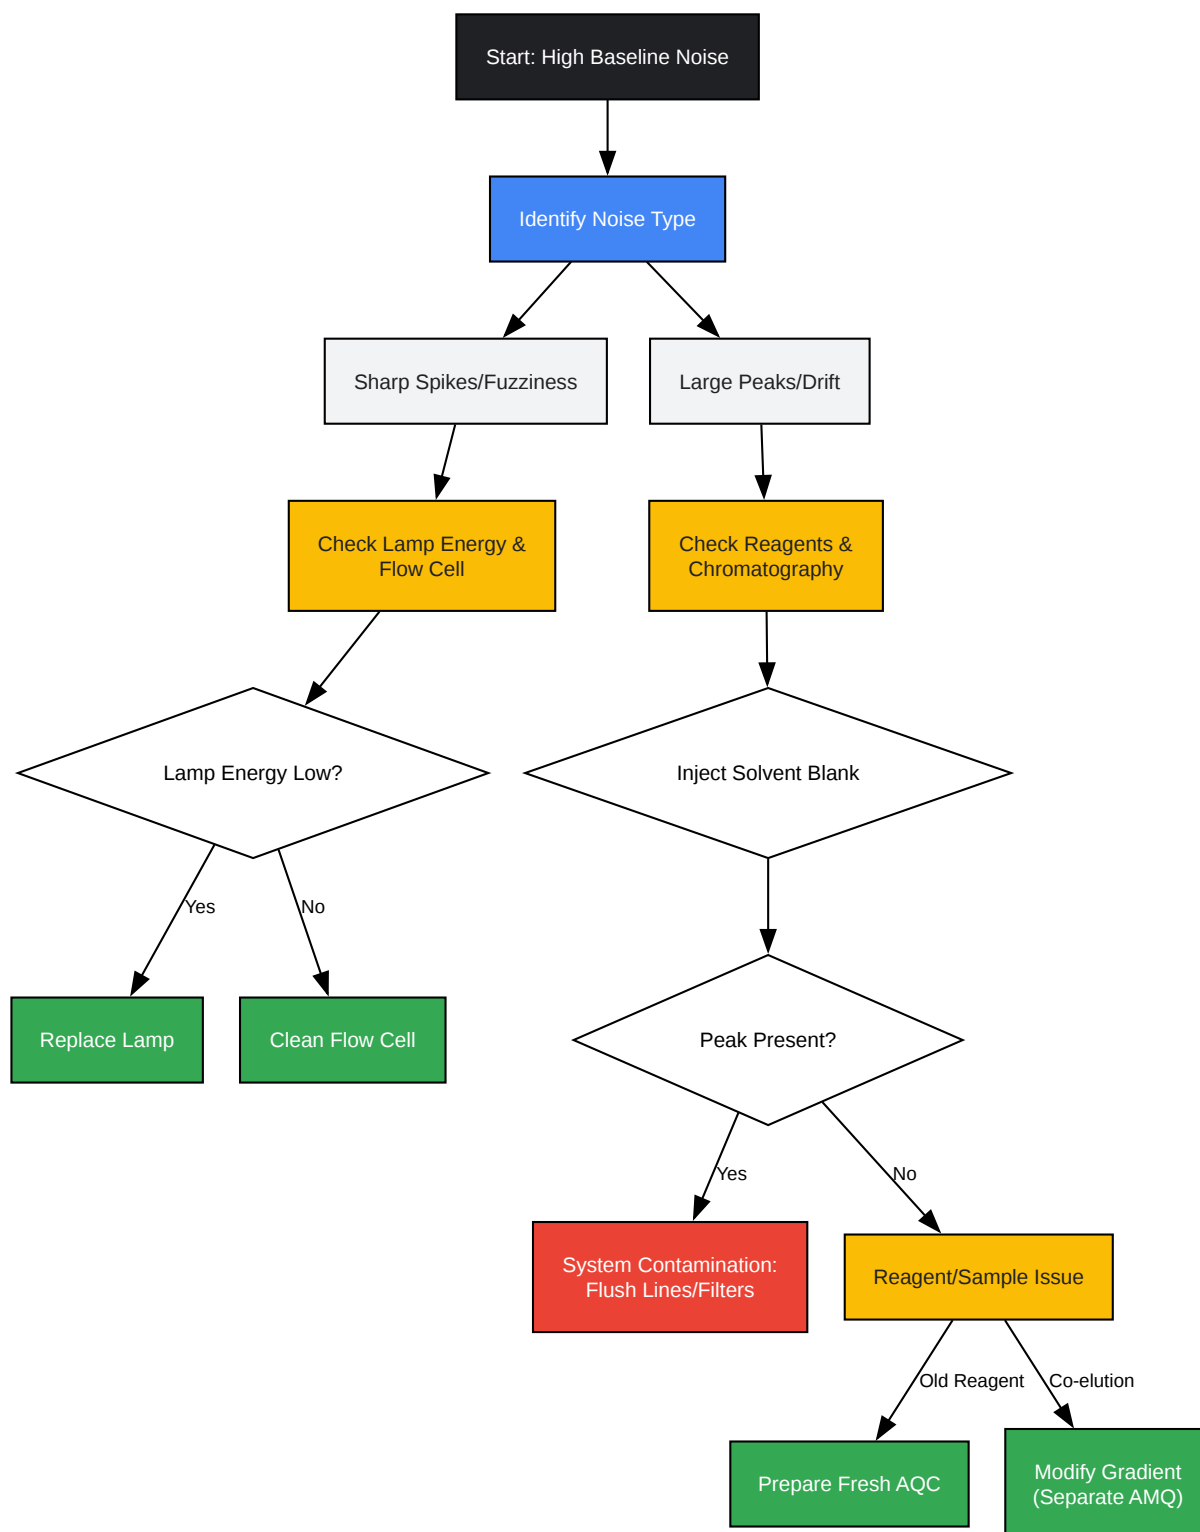 Start: High Baseline Noise
Identify Noise Type
Sharp Spikes/Fuzziness
Large Peaks/Drift
Check Lamp Energy &
Flow Cell
Check Reagents &
Chromatography
Lamp Energy Low?
Inject Solvent Blank
Yes
No
Replace Lamp
Clean Flow Cell
Peak Present?
Yes
No
System Contamination:
Flush Lines/Filters
Reagent/Sample Issue
Old Reagent
Co-elution
Prepare Fresh AQC
Modify Gradient
(Separate AMQ)